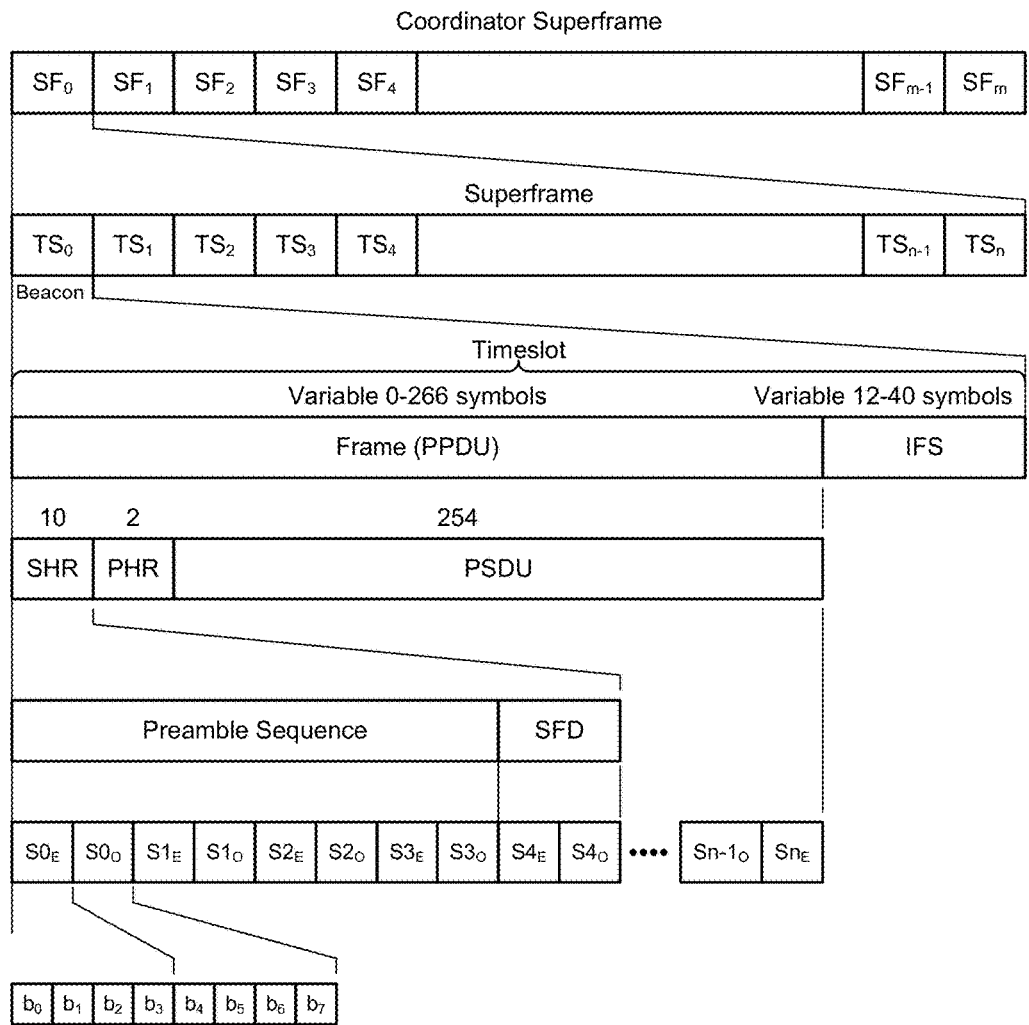 Coordinator Superframe
SF₀ SF₁ SF₂ SF₃ SF₄ SFₘ₋₁ SFₘ
Superframe
TS₀ TS₁ TS₂ TS₃ TS₄ TSₙ₋₁ TSₙ
Beacon
Timeslot
Variable 0-266 symbols Variable 12-40 symbols
Frame (PPDU) IFS
10 2 254
SHR PHR PSDU
Preamble Sequence SFD
S0E S0O S1E S1O S2E S2O S3E S3O S4E S4O •••• Sn-1O SnE
b₀ b₁ b₂ b₃ b₄ b₅ b₆ b₇